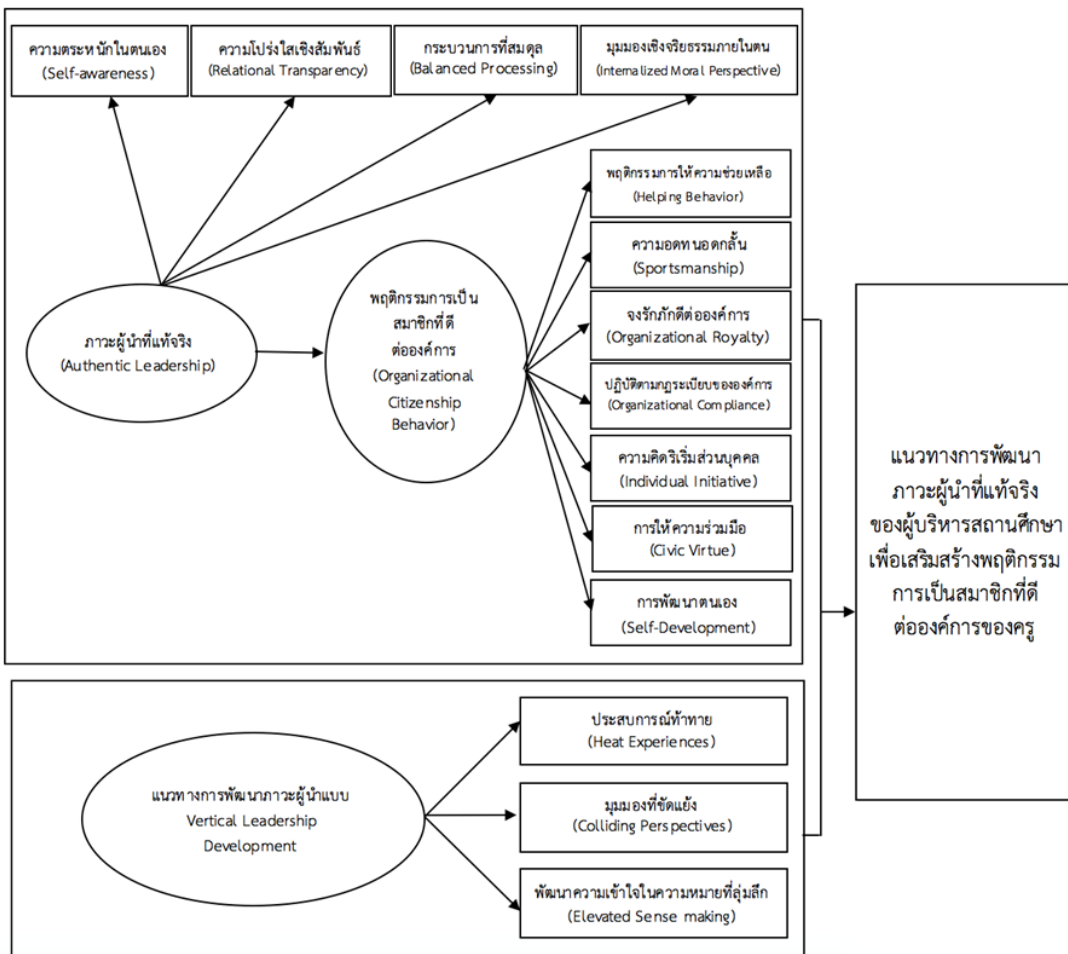 ความตระหนักในตนเอง
(Self-awareness)
ความโปร่งใสเชิงสัมพันธ์
(Relational Transparency)
กระบวนการที่สมดุล
(Balanced Processing)
มุมมองเชิงจริยธรรมภายในตน
(Internalized Moral Perspective)
ภาวะผู้นำที่แท้จริง
(Authentic Leadership)
พฤติกรรมการเป็น
สมาชิกที่ดี
ต่อองค์การ
(Organizational
Citizenship
Behavior)
พฤติกรรมการให้ความช่วยเหลือ
(Helping Behavior)
ความอดทนอดกลั้น
(Sportsmanship)
จงรักภักดีต่อองค์การ
(Organizational Royalty)
ปฏิบัติตามกฎระเบียบขององค์การ
(Organizational Compliance)
ความคิดริเริ่มส่วนบุคคล
(Individual Initiative)
การให้ความร่วมมือ
(Civic Virtue)
การพัฒนาตนเอง
(Self-Development)
แนวทางการพัฒนา
ภาวะผู้นำที่แท้จริง
ของผู้บริหารสถานศึกษา
เพื่อเสริมสร้างพฤติกรรม
การเป็นสมาชิกที่ดี
ต่อองค์การของครู
แนวทางการพัฒนาภาวะผู้นำแบบ
Vertical Leadership
Development
ประสบการณ์ท้าทาย
(Heat Experiences)
มุมมองที่ขัดแย้ง
(Colliding Perspectives)
พัฒนาความเข้าใจในความหมายที่ลุ่มลึก
(Elevated Sense making)